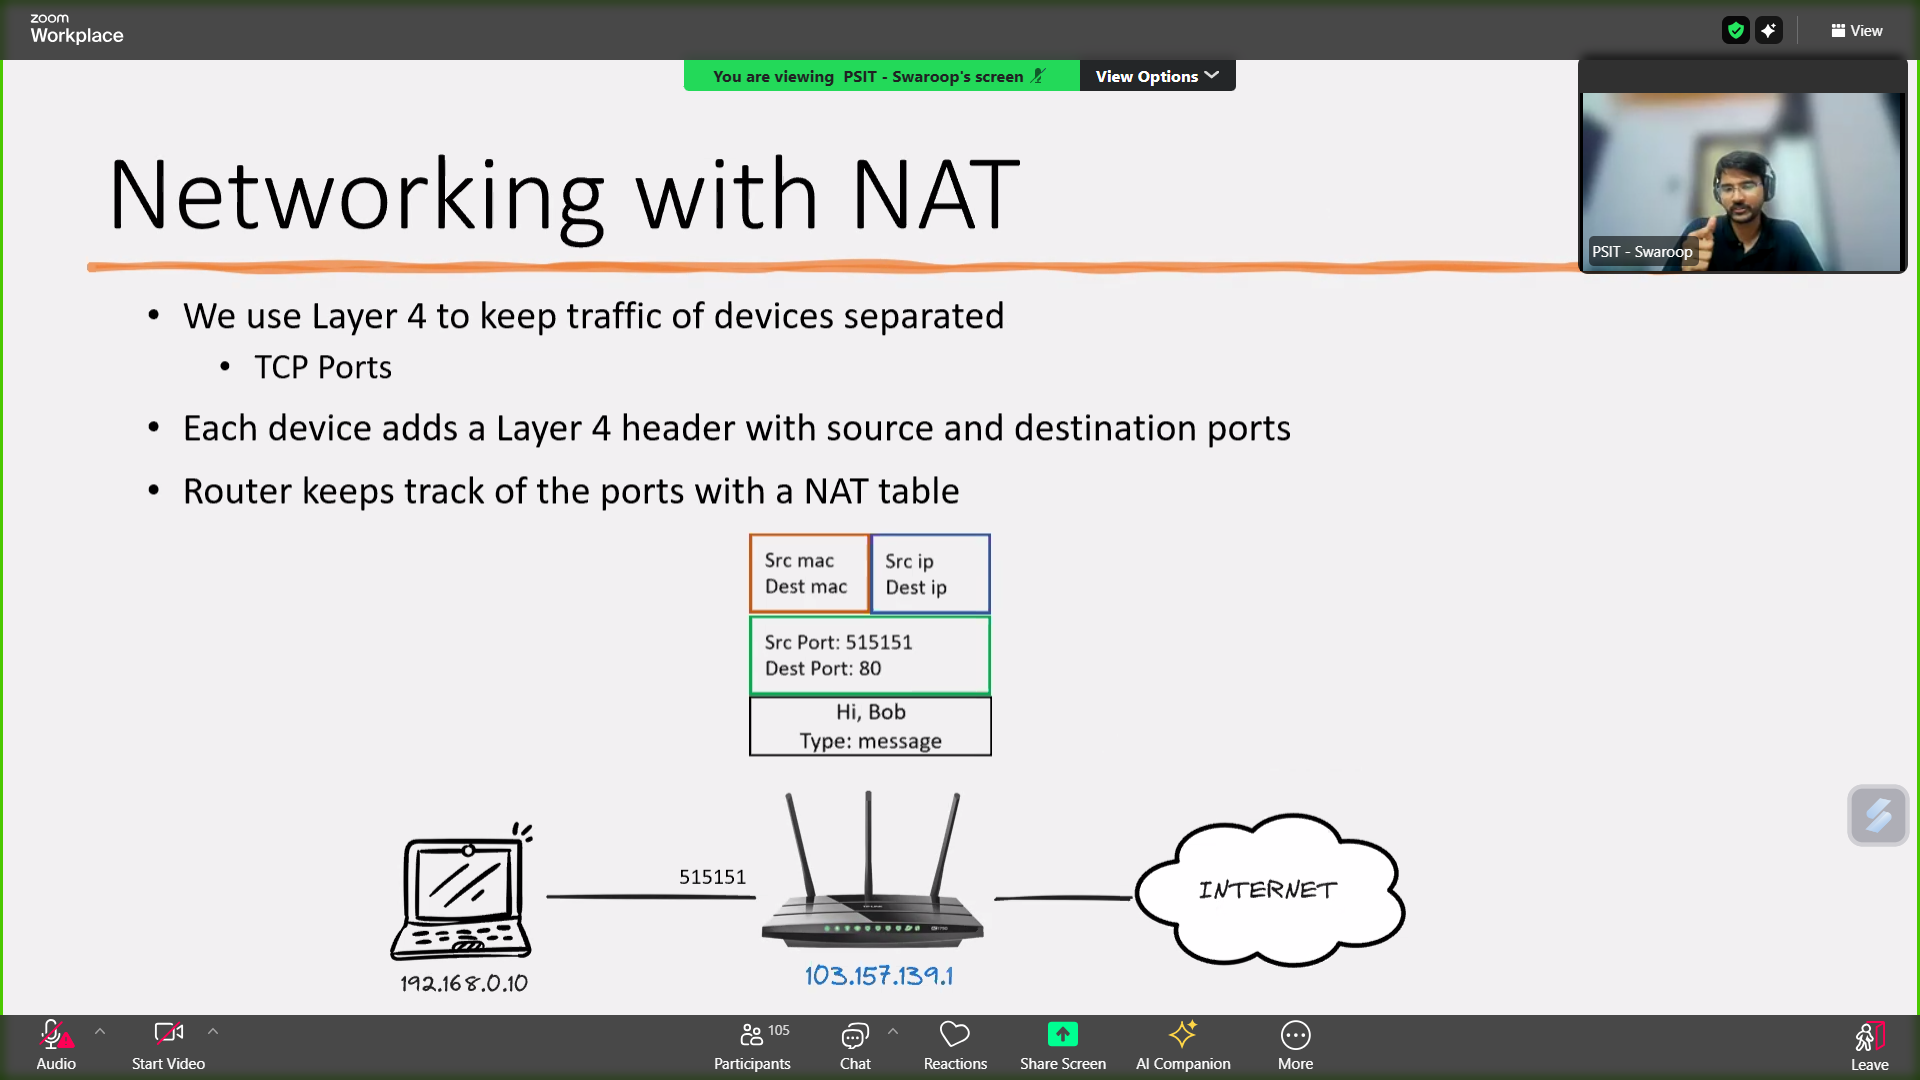 zoom
Workplace
View
You are viewing PSIT - Swaroop's screen
View Options
PSIT - Swaroop
Networking with NAT
• We use Layer 4 to keep traffic of devices separated
• TCP Ports
• Each device adds a Layer 4 header with source and destination ports
• Router keeps track of the ports with a NAT table
Src mac
Dest mac
Src ip
Dest ip
Src Port: 515151
Dest Port: 80
Hi, Bob
Type: message
515151
INTERNET
192.168.0.10
103.157.139.1
Audio
Start Video
105
Participants
Chat
Reactions
Share Screen
AI Companion
More
Leave